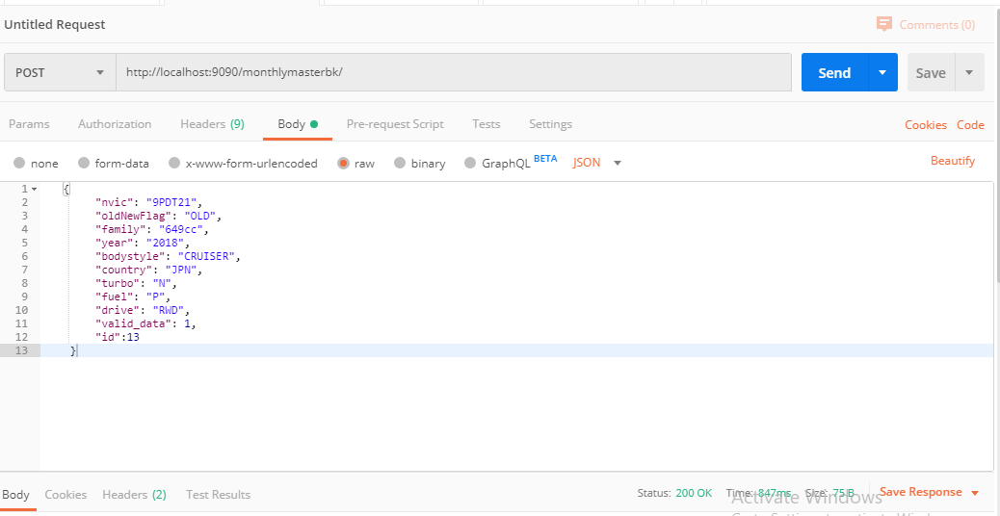 Untitled Request
Comments (0)
POST
http://localhost:9090/monthlymasterbk/
Send
Save
Params Authorization Headers (9) Body Pre-request Script Tests Settings
Cookies Code
none form-data x-www-form-urlencoded raw binary GraphQL BETA JSON
Beautify
1 {
2 "nvic": "9PDT21",
3 "oldNewFlag": "OLD",
4 "family": "649cc",
5 "year": "2018",
6 "bodystyle": "CRUISER",
7 "country": "JPN",
8 "turbo": "N",
9 "fuel": "P",
10 "drive": "RWD",
11 "valid_data": 1,
12 "id":13
13 }
Body Cookies Headers (2) Test Results
Status: 200 OK Time: 847ms Size: 75 B Save Response
Activate Windows